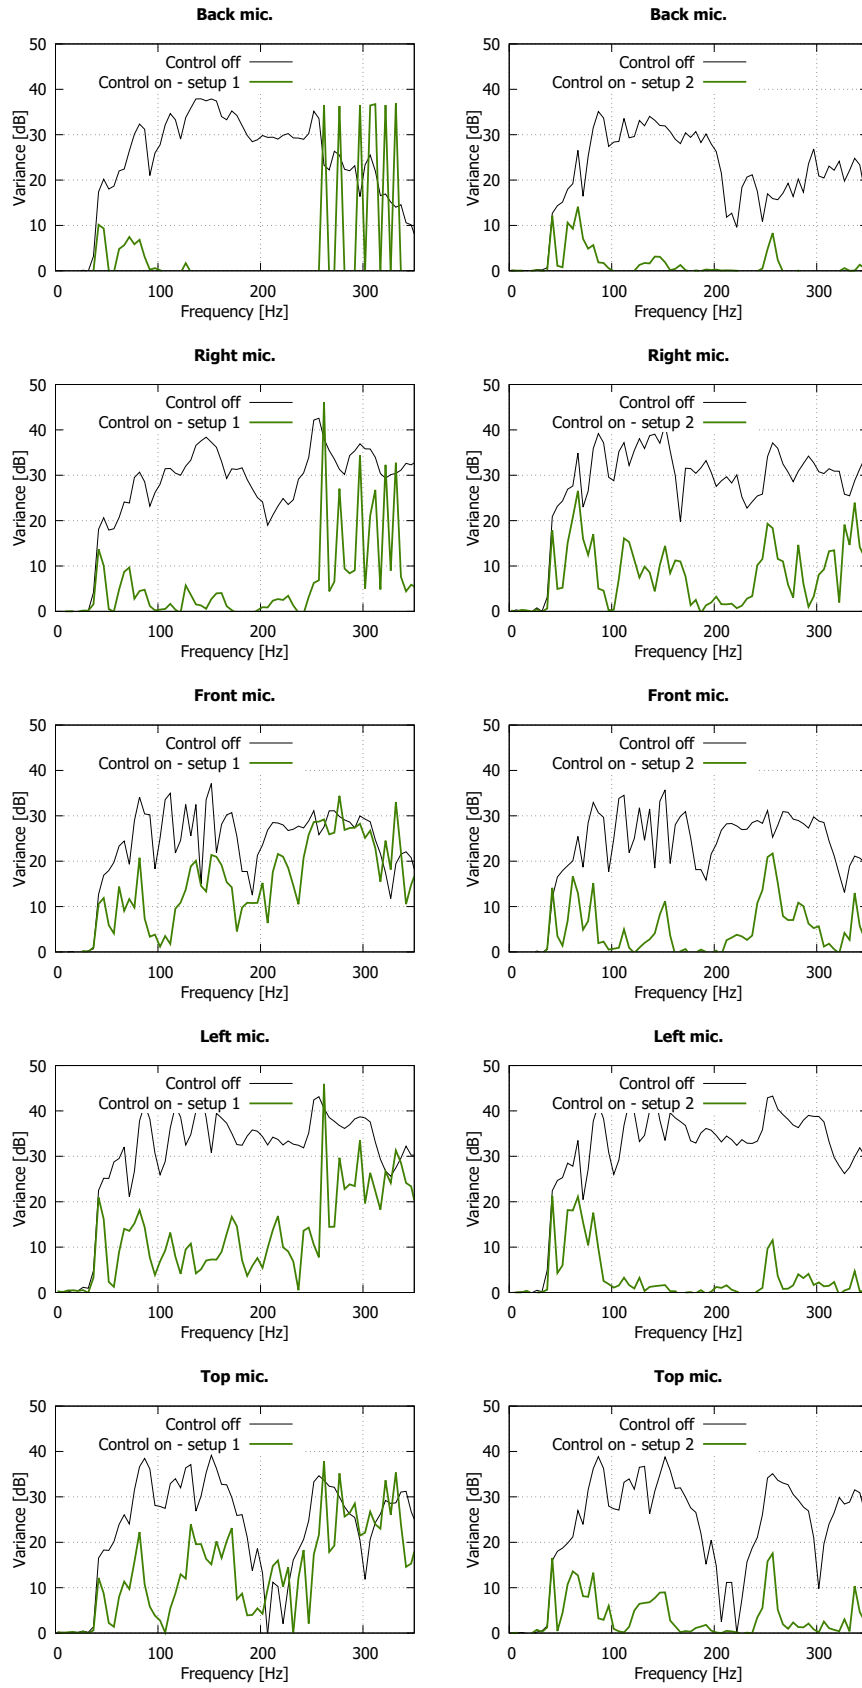 Back mic.
50
40
30
20
10
0
Variance [dB]
Control off
Control on - setup 1
0 100 200 300
Frequency [Hz]
Back mic.
50
40
30
20
10
0
Variance [dB]
Control off
Control on - setup 2
0 100 200 300
Frequency [Hz]
Right mic.
50
40
30
20
10
0
Variance [dB]
Control off
Control on - setup 1
0 100 200 300
Frequency [Hz]
Right mic.
50
40
30
20
10
0
Variance [dB]
Control off
Control on - setup 2
0 100 200 300
Frequency [Hz]
Front mic.
50
40
30
20
10
0
Variance [dB]
Control off
Control on - setup 1
0 100 200 300
Frequency [Hz]
Front mic.
50
40
30
20
10
0
Variance [dB]
Control off
Control on - setup 2
0 100 200 300
Frequency [Hz]
Left mic.
50
40
30
20
10
0
Variance [dB]
Control off
Control on - setup 1
0 100 200 300
Frequency [Hz]
Left mic.
50
40
30
20
10
0
Variance [dB]
Control off
Control on - setup 2
0 100 200 300
Frequency [Hz]
Top mic.
50
40
30
20
10
0
Variance [dB]
Control off
Control on - setup 1
0 100 200 300
Frequency [Hz]
Top mic.
50
40
30
20
10
0
Variance [dB]
Control off
Control on - setup 2
0 100 200 300
Frequency [Hz]